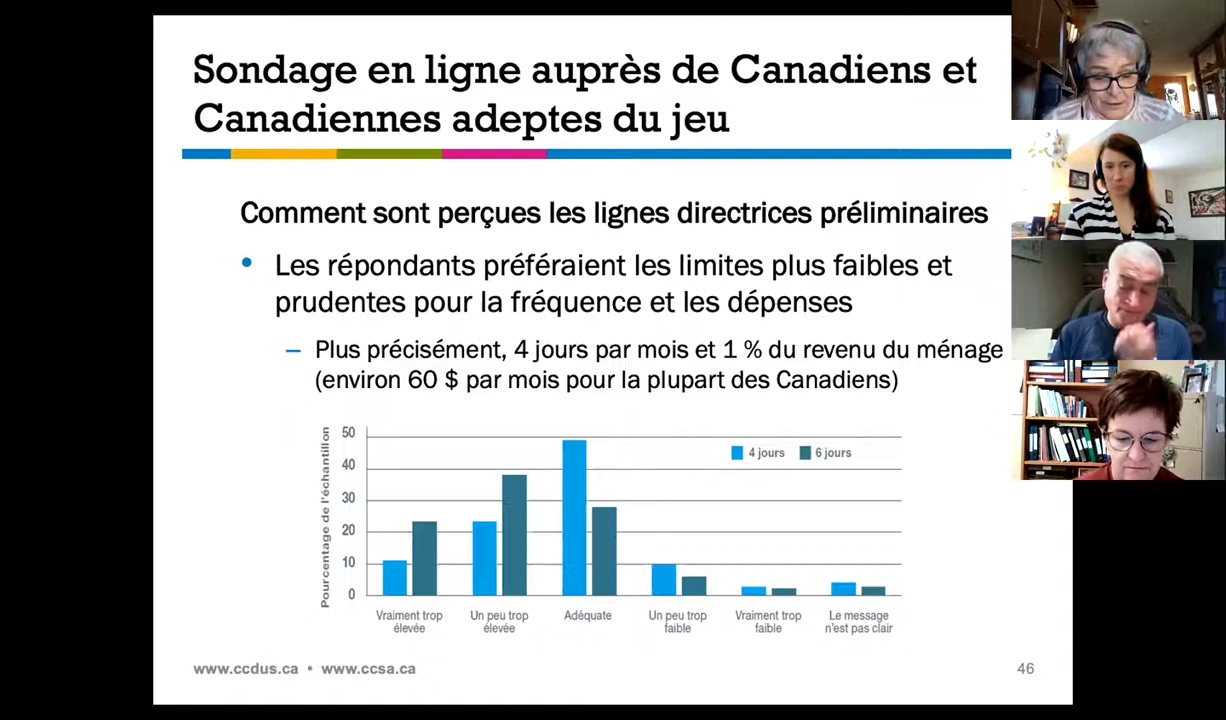 Sondage en ligne auprès de Canadiens et
Canadiennes adeptes du jeu
Comment sont perçues les lignes directrices préliminaires
• Les répondants préféraient les limites plus faibles et
prudentes pour la fréquence et les dépenses
– Plus précisément, 4 jours par mois et 1 % du revenu du ménage
(environ 60 $ par mois pour la plupart des Canadiens)
Pourcentage de l'échantillon
50
40
30
20
10
0
4 jours
6 jours
Vraiment trop
élevée
Un peu trop
élevée
Adéquate
Un peu trop
faible
Vraiment trop
faible
Le message
n'est pas clair
www.ccdus.ca • www.ccsa.ca
46